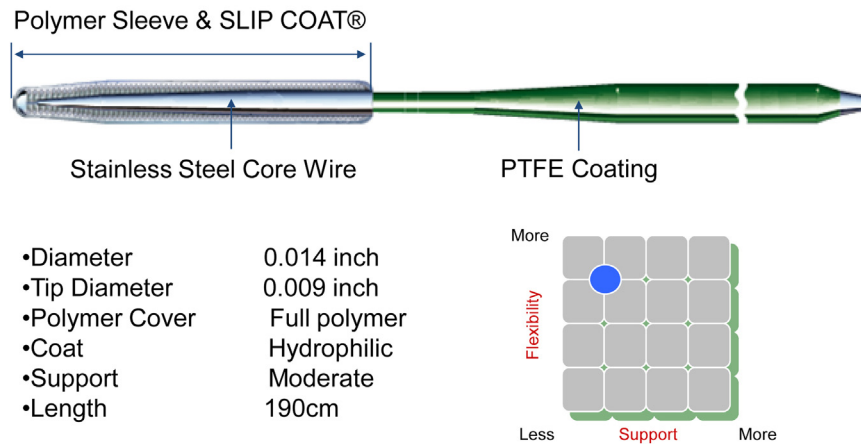 Polymer Sleeve & SLIP COAT®
Stainless Steel Core Wire
PTFE Coating
•Diameter 0.014 inch
•Tip Diameter 0.009 inch
•Polymer Cover Full polymer
•Coat Hydrophilic
•Support Moderate
•Length 190cm
More
Flexibility
Less Support More